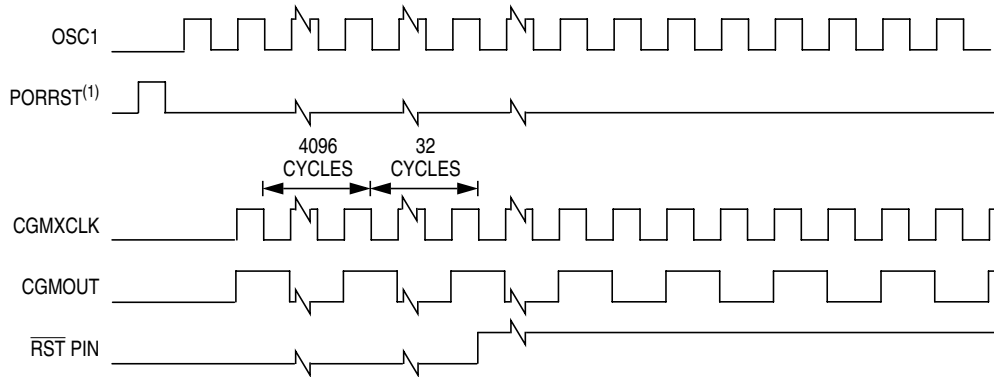 OSC1
PORRST(1)
4096
CYCLES
32
CYCLES
CGMXCLK
CGMOUT
RST PIN